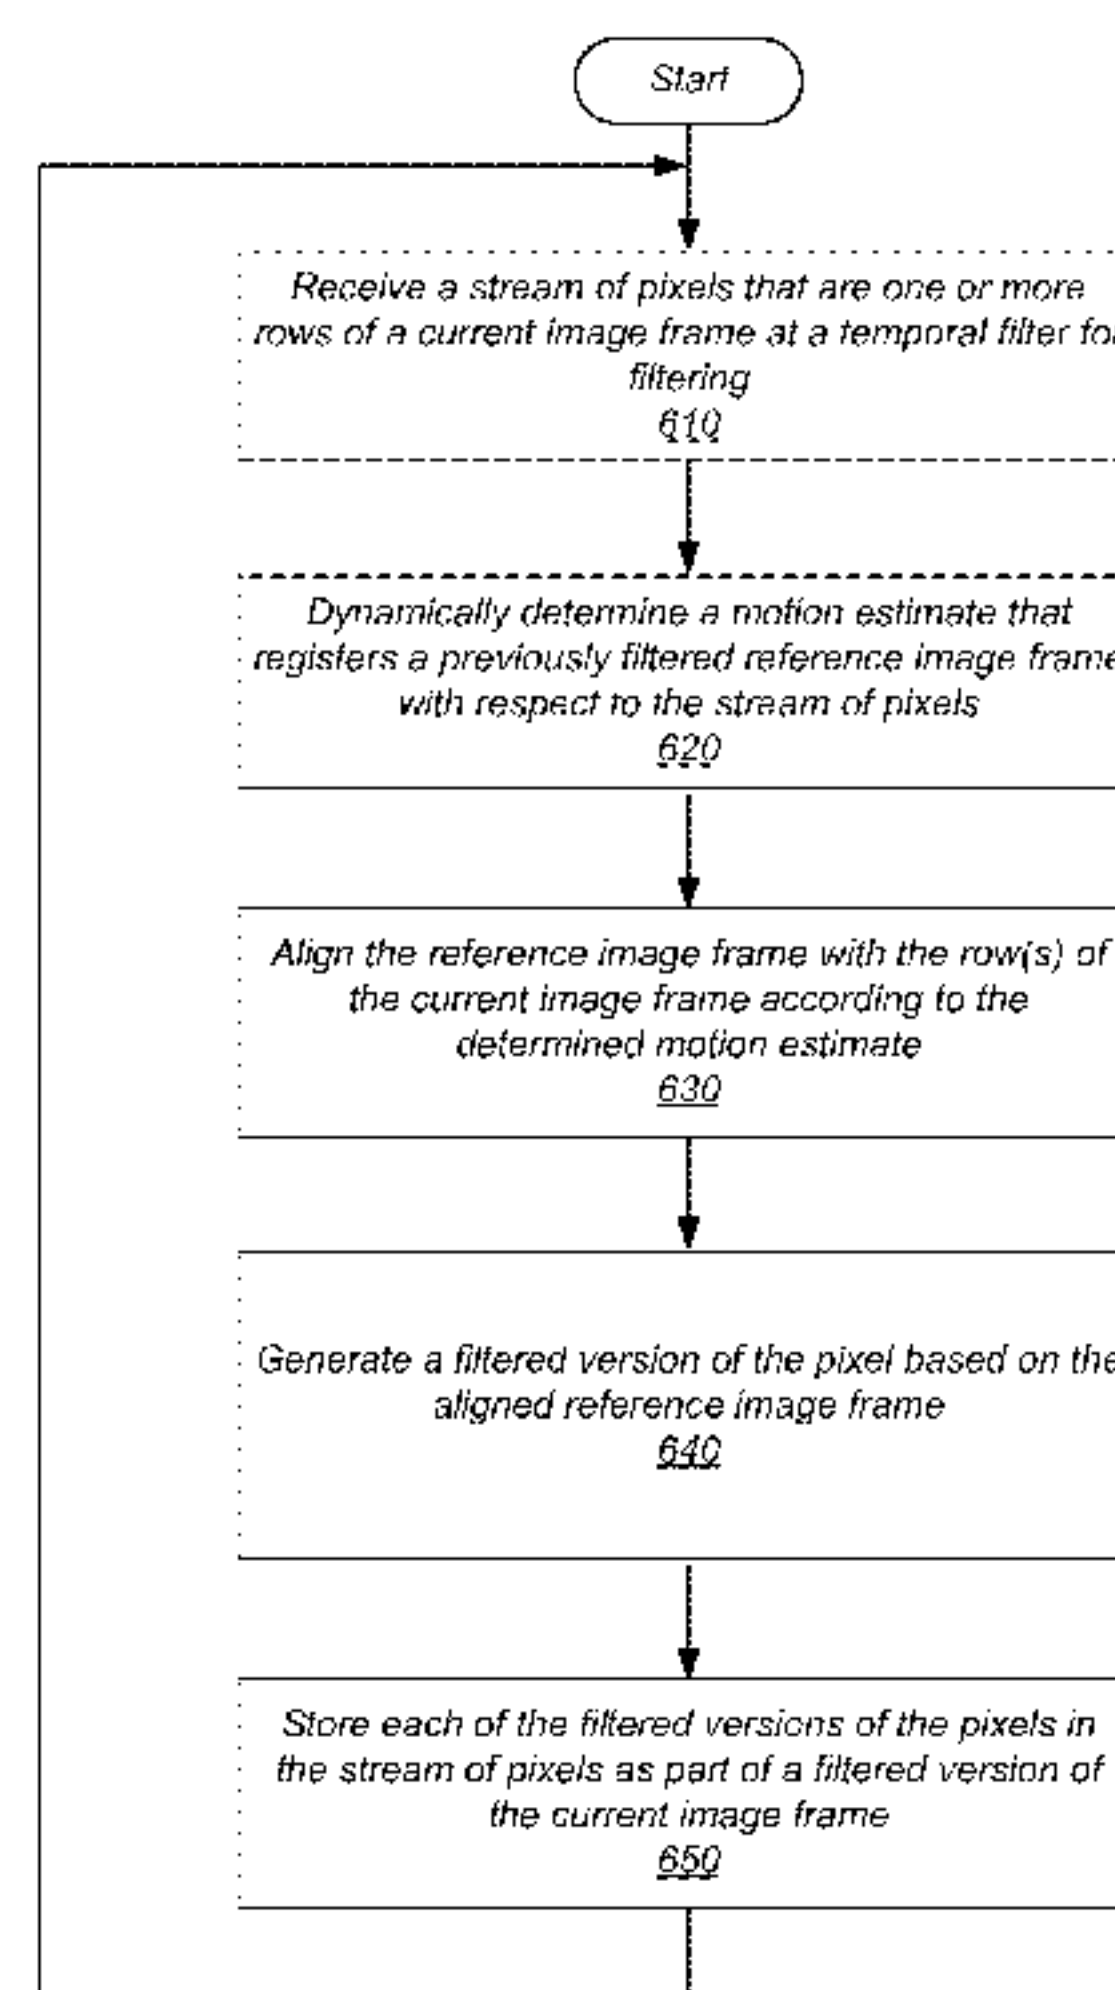 Start
Receive a stream of pixels that are one or more
rows of a current image frame at a temporal filter for
filtering
610
Dynamically determine a motion estimate that
registers a previously filtered reference image frame
with respect to the stream of pixels
620
Align the reference image frame with the row(s) of
the current image frame according to the
determined motion estimate
630
Generate a filtered version of the pixel based on the
aligned reference image frame
640
Store each of the filtered versions of the pixels in
the stream of pixels as part of a filtered version of
the current image frame
650